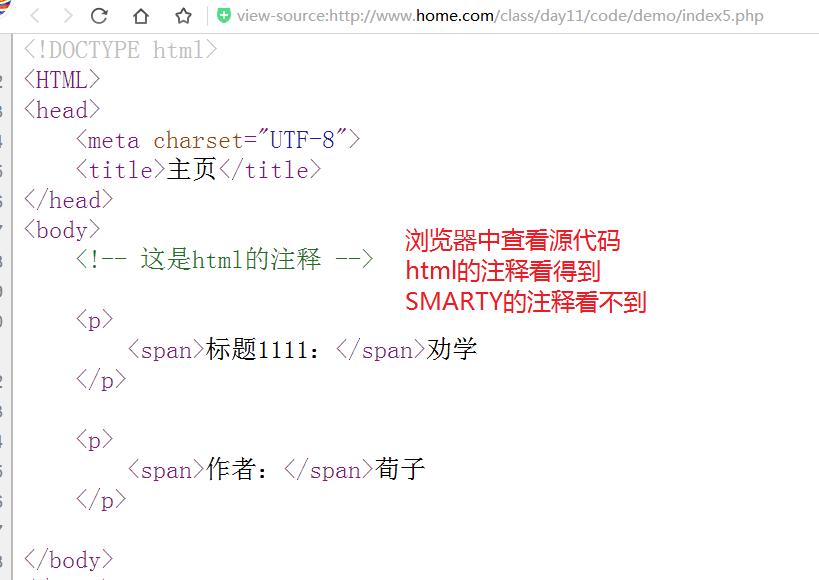 view-source:http://www.home.com/class/day11/code/demo/index5.php
<!DOCTYPE html>
<HTML>
<head>
<meta charset="UTF-8">
<title>主页</title>
</head>
<body>
<!-- 这是html的注释 -->
浏览器中查看源代码
html的注释看得到
SMARTY的注释看不到
<p>
<span>标题1111：</span>劝学
</p>
<p>
<span>作者：</span>荀子
</p>
</body>